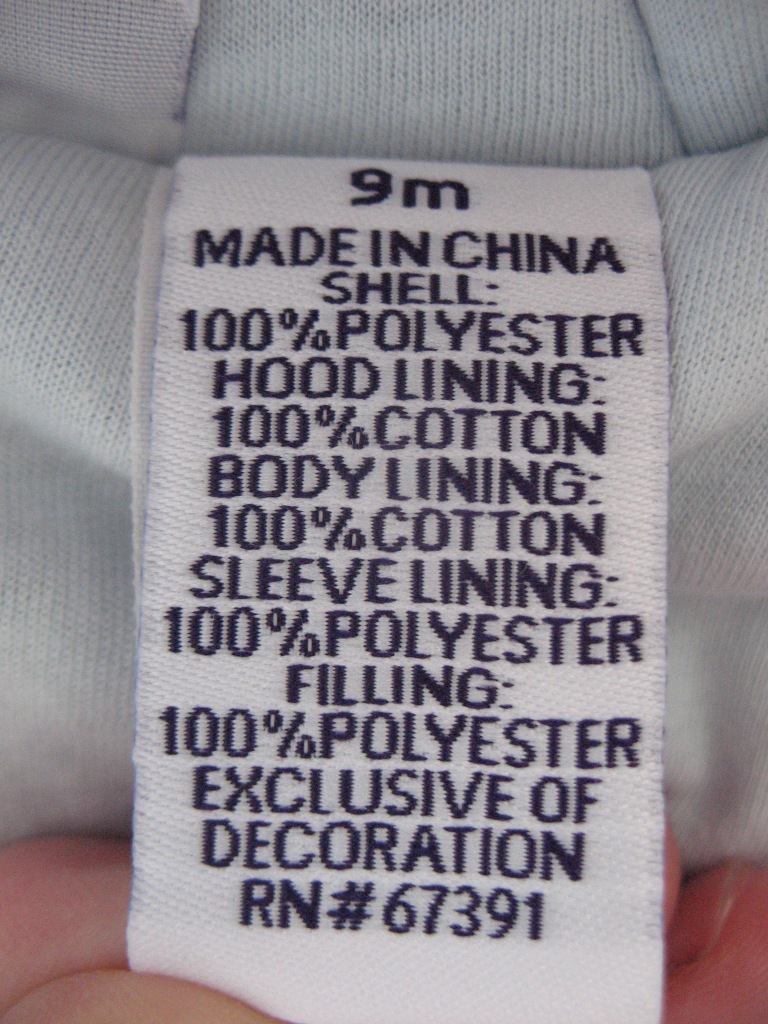 9m
MADE IN CHINA
SHELL:
100% POLYESTER
HOOD LINING:
100% COTTON
BODY LINING:
100% COTTON
SLEEVE LINING:
100% POLYESTER
FILLING:
100% POLYESTER
EXCLUSIVE OF
DECORATION
RN# 67391